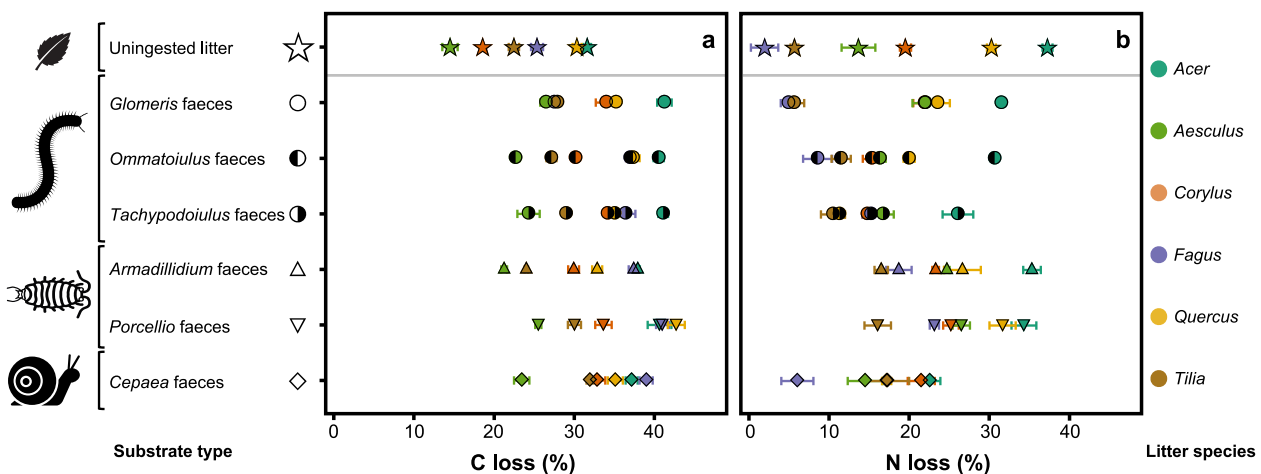 Uningested litter
Glomeris faeces
Ommatoiulus faeces
Tachypodoiulus faeces
Armadillidium faeces
Porcellio faeces
Cepaea faeces
Substrate type
a
0 10 20 30 40
C loss (%)
b
0 10 20 30 40
N loss (%)
Acer
Aesculus
Corylus
Fagus
Quercus
Tilia
Litter species